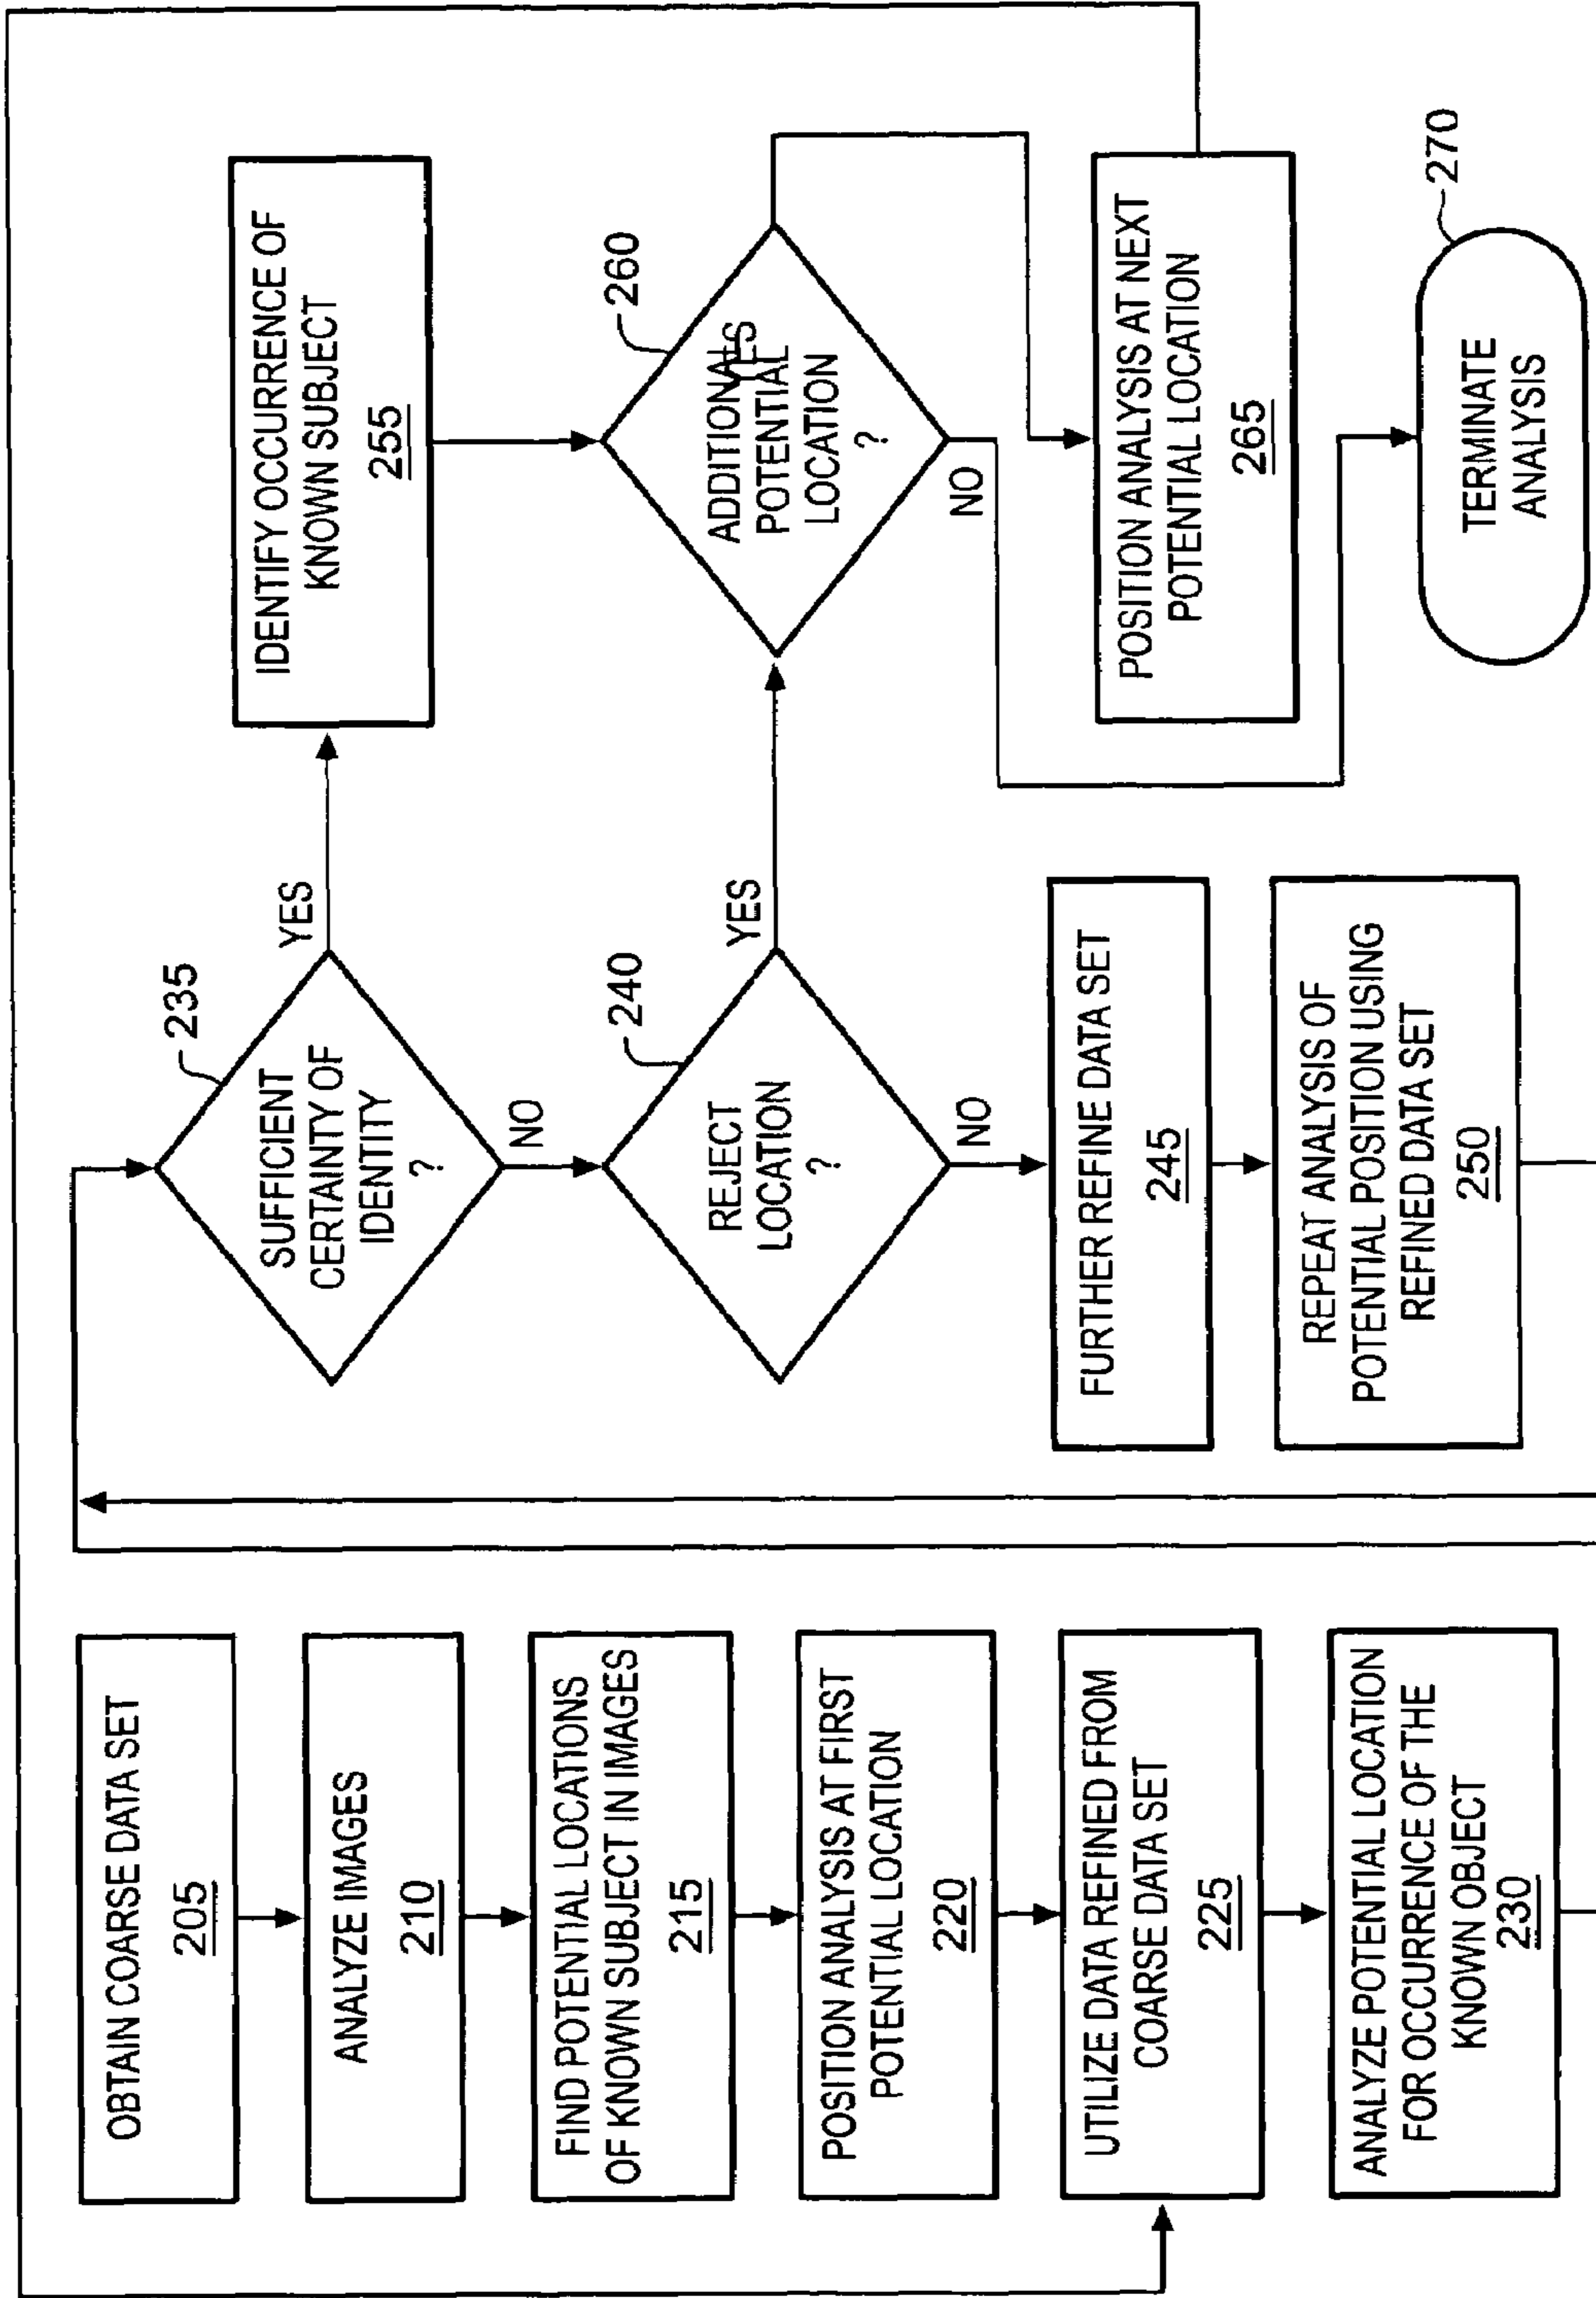 OBTAIN COARSE DATA SET
205
ANALYZE IMAGES
210
FIND POTENTIAL LOCATIONS
OF KNOWN SUBJECT IN IMAGES
215
POSITION ANALYSIS AT FIRST
POTENTIAL LOCATION
220
UTILIZE DATA REFINED FROM
COARSE DATA SET
225
ANALYZE POTENTIAL LOCATION
FOR OCCURRENCE OF THE
KNOWN OBJECT
230
235
SUFFICIENT
CERTAINTY OF
IDENTITY
?
YES
NO
240
REJECT
LOCATION
?
YES
NO
FURTHER REFINE DATA SET
245
REPEAT ANALYSIS OF
POTENTIAL POSITION USING
REFINED DATA SET
250
IDENTIFY OCCURRENCE OF
KNOWN SUBJECT
255
260
ADDITIONAL
POTENTIAL
LOCATION
?
YES
NO
POSITION ANALYSIS AT NEXT
POTENTIAL LOCATION
265
270
TERMINATE
ANALYSIS